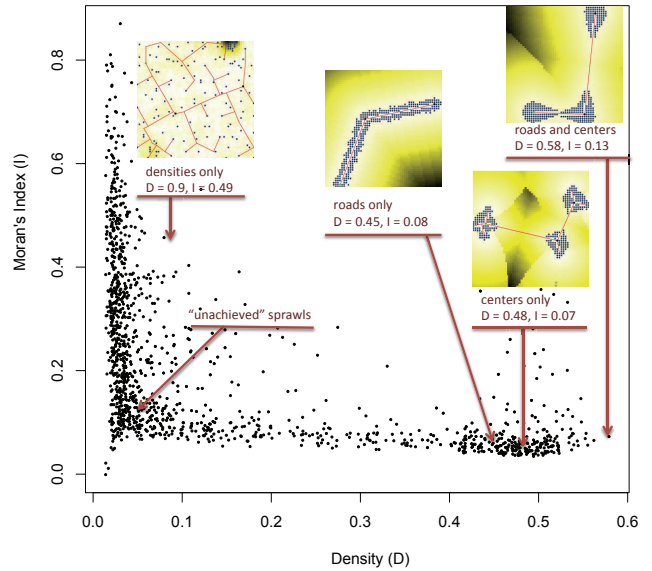 roads and centers
D = 0.58, I = 0.13
densities only
D = 0.9, I = 0.49
roads only
D = 0.45, I = 0.08
centers only
D = 0.48, I = 0.07
"unachieved" sprawls
Moran's Index (I)
0.8
0.6
0.4
0.2
0.0
0.0 0.1 0.2 0.3 0.4 0.5 0.6
Density (D)